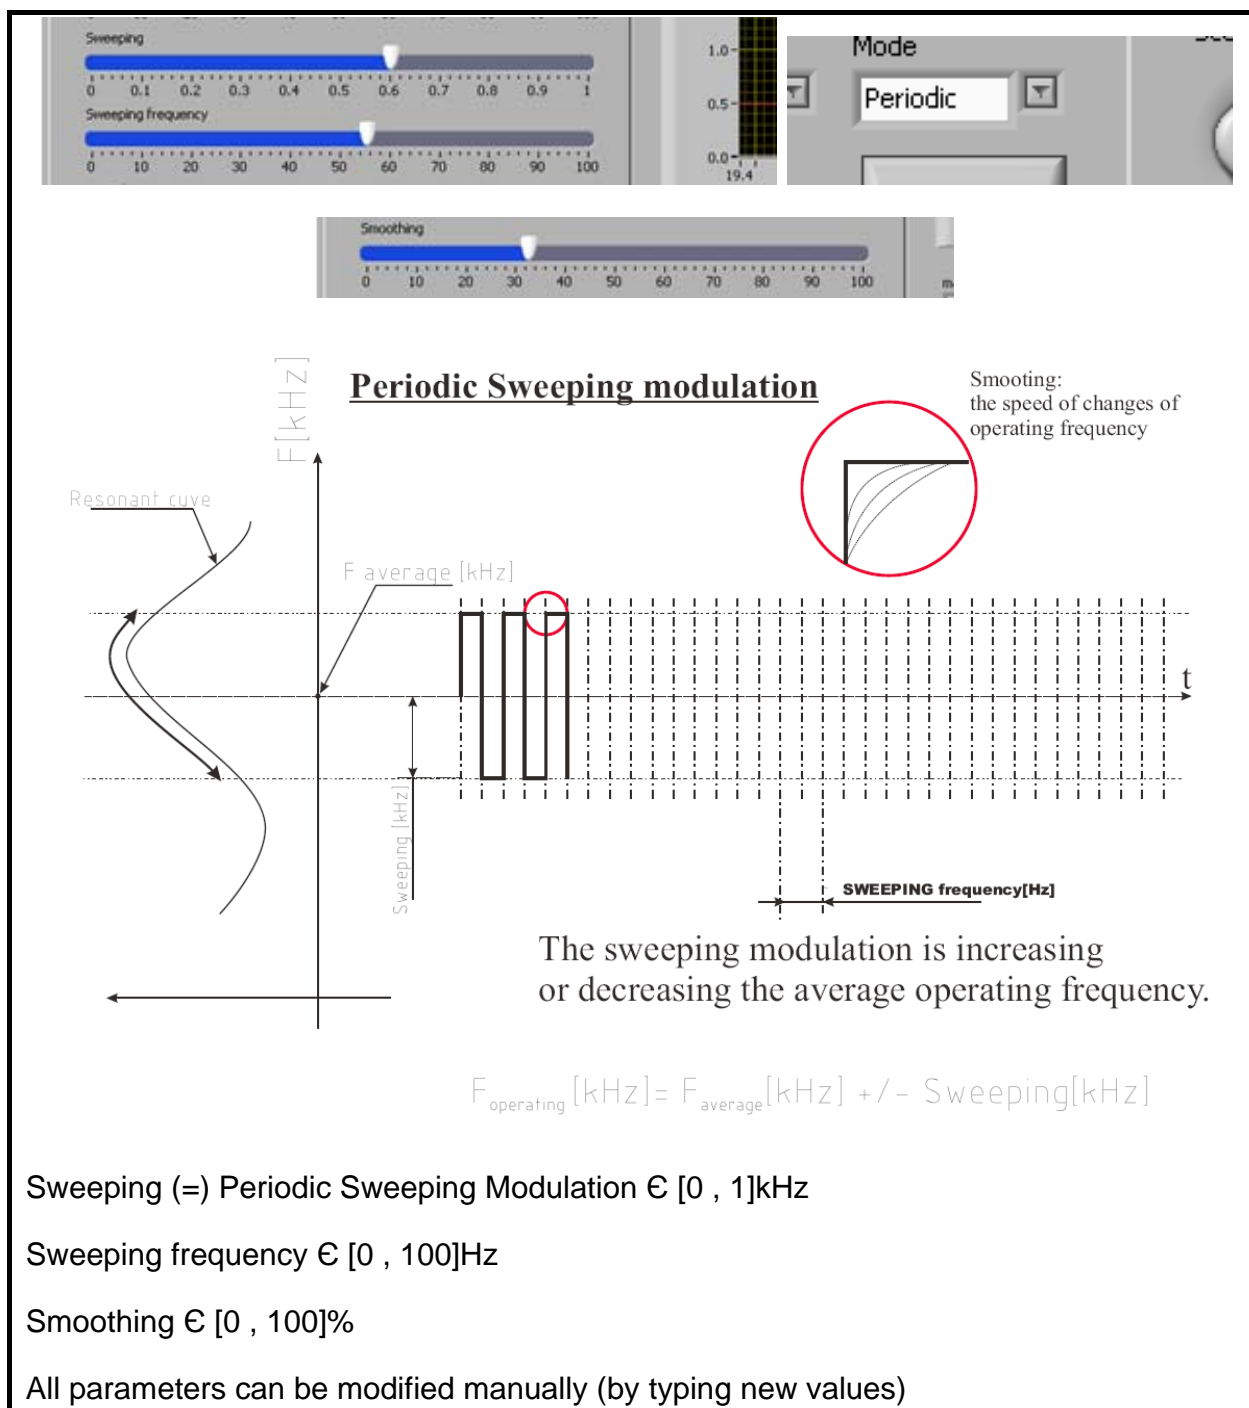 Sweeping
0 0.1 0.2 0.3 0.4 0.5 0.6 0.7 0.8 0.9 1
Sweeping frequency
0 10 20 30 40 50 60 70 80 90 100
1.0
0.5
0.0
19.4
Mode
Periodic
Smoothing
0 10 20 30 40 50 60 70 80 90 100
F[kHz]
Periodic Sweeping modulation
Smooting:
the speed of changes of
operating frequency
Resonant cuve
F average [kHz]
t
Sweeping [kHz]
SWEEPING frequency[Hz]
The sweeping modulation is increasing
or decreasing the average operating frequency.
F operating [kHz]= F average[kHz] +/- Sweeping[kHz]
Sweeping (=) Periodic Sweeping Modulation Є [0 , 1]kHz
Sweeping frequency Є [0 , 100]Hz
Smoothing Є [0 , 100]%
All parameters can be modified manually (by typing new values)